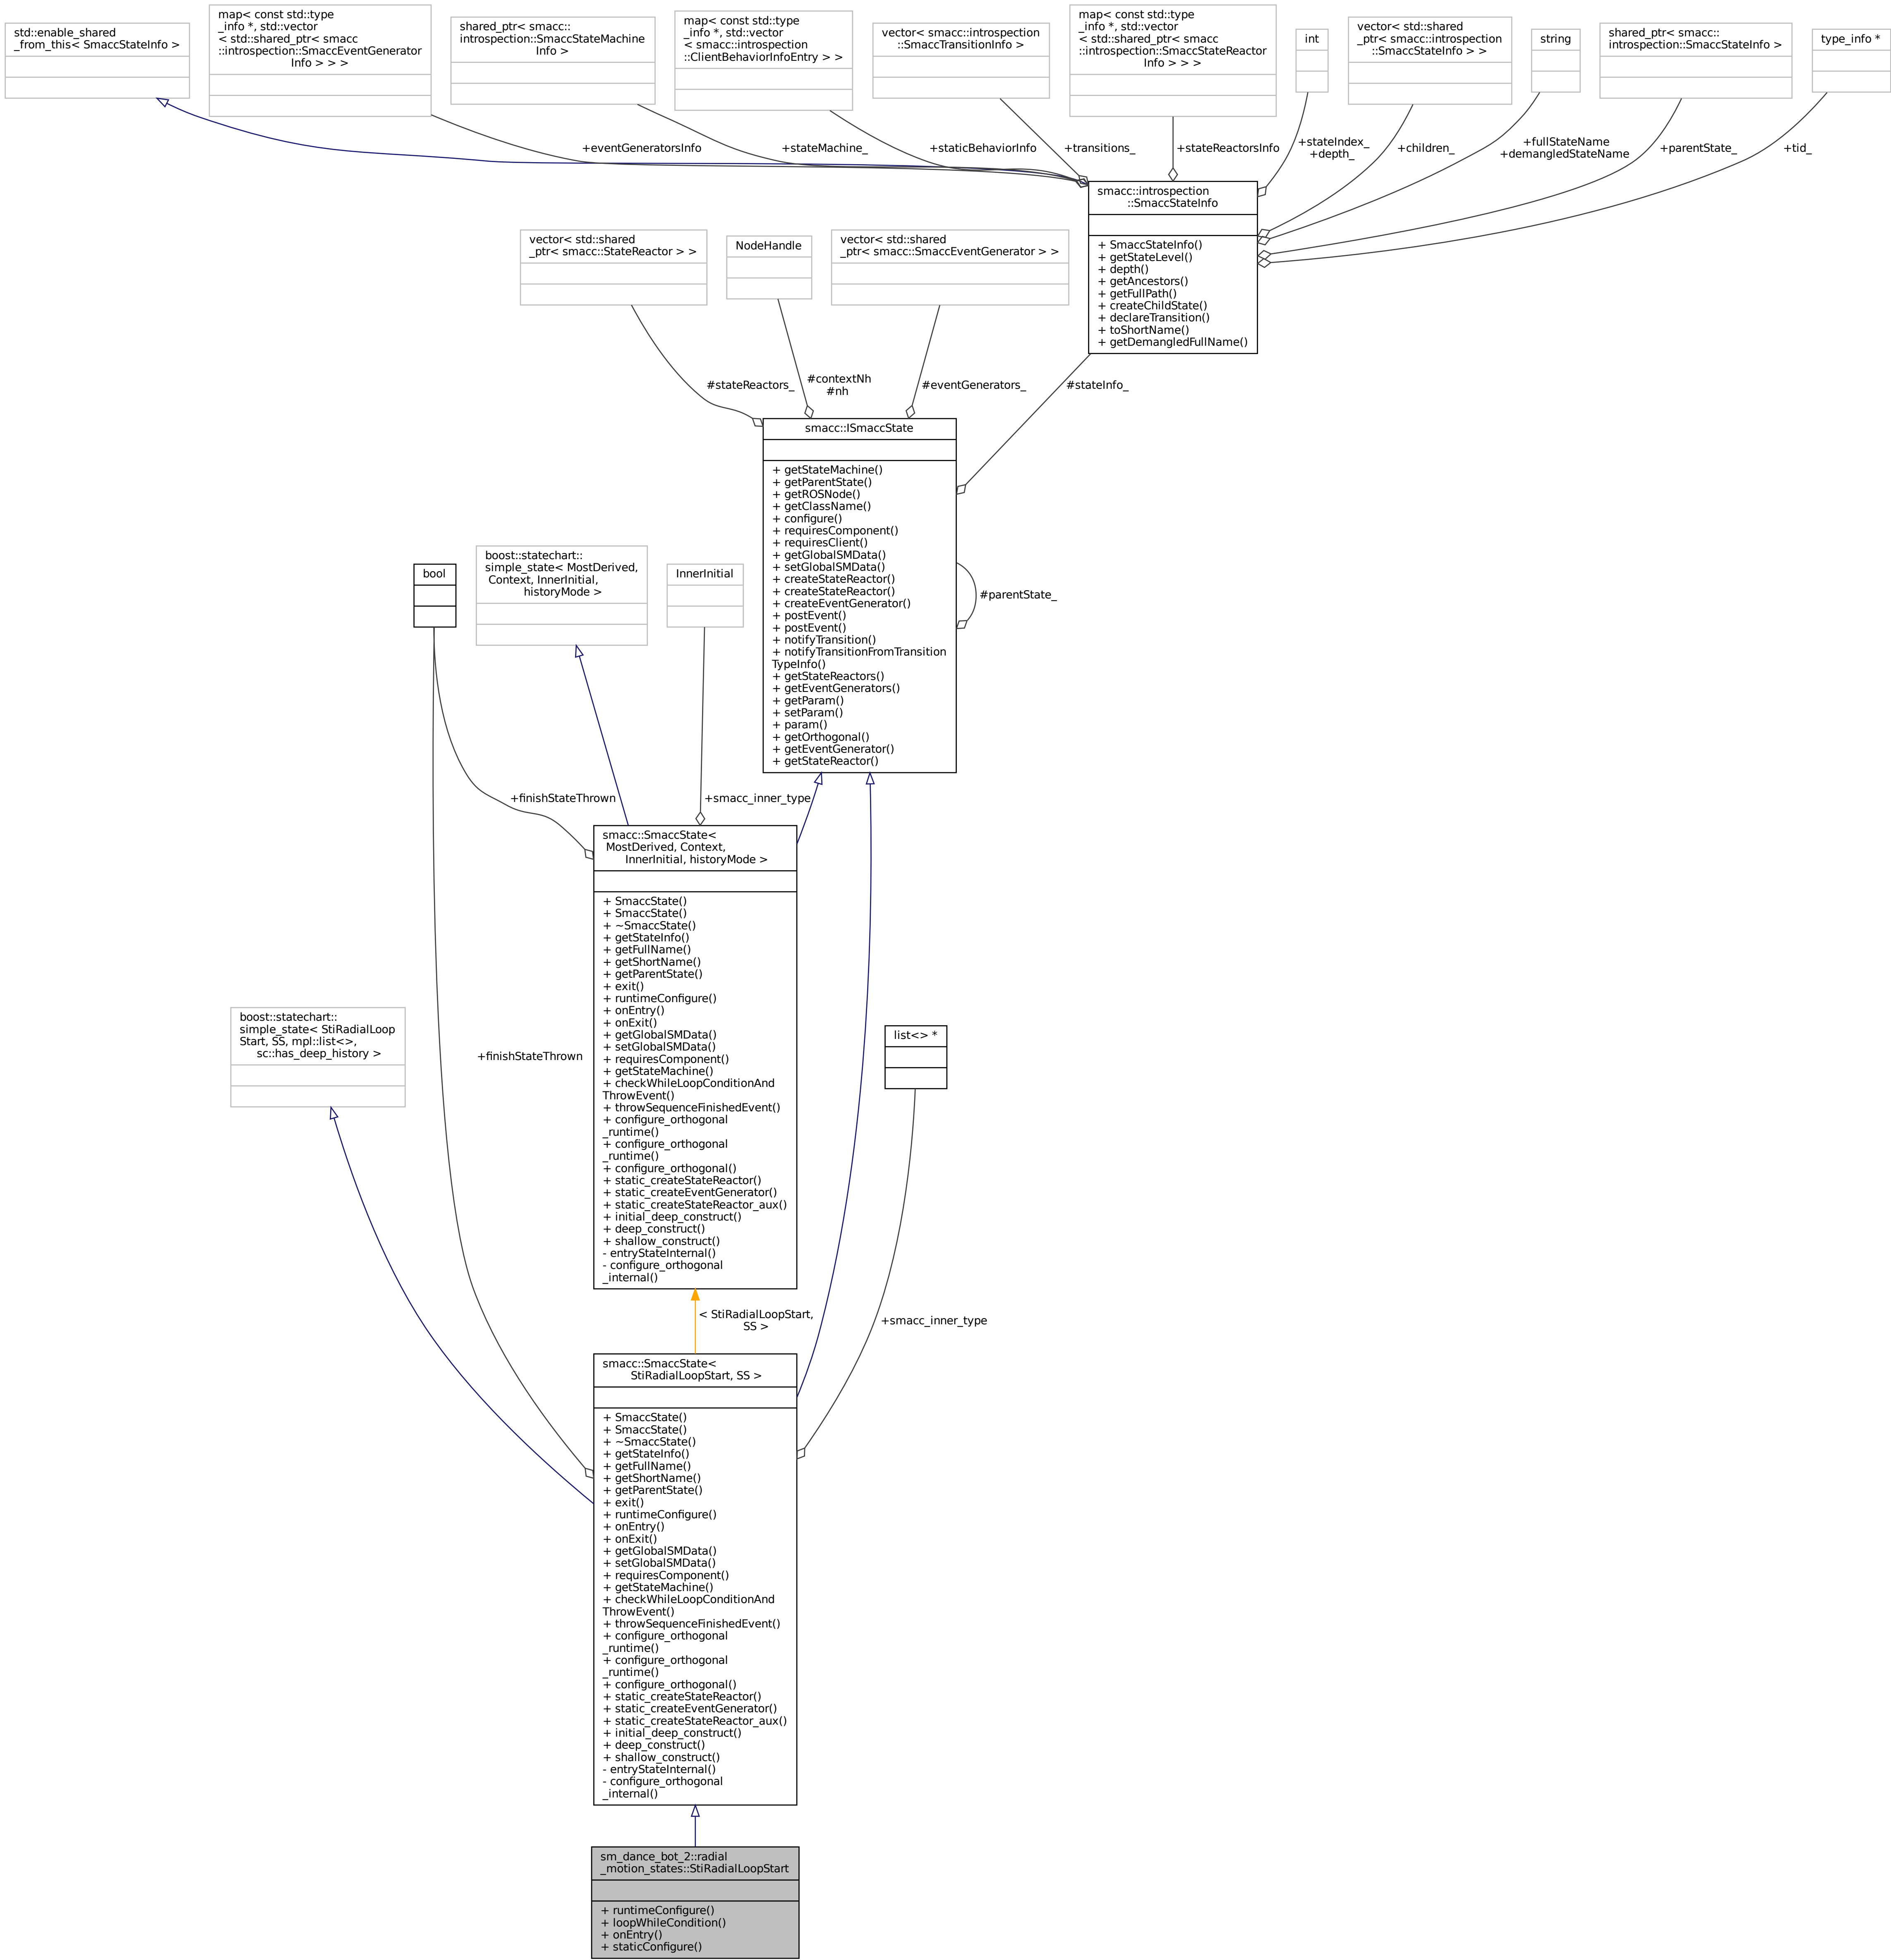 std::enable_shared
_from_this< SmaccStateInfo >
map< const std::type
_info *, std::vector
< std::shared_ptr< smacc
::introspection::SmaccEventGenerator
Info > > >
shared_ptr< smacc::
introspection::SmaccStateMachine
Info >
map< const std::type
_info *, std::vector
< smacc::introspection
::ClientBehaviorInfoEntry > >
vector< smacc::introspection
::SmaccTransitionInfo >
map< const std::type
_info *, std::vector
< std::shared_ptr< smacc
::introspection::SmaccStateReactor
Info > > >
int
vector< std::shared
_ptr< smacc::introspection
::SmaccStateInfo > >
string
shared_ptr< smacc::
introspection::SmaccStateInfo >
type_info *
+eventGeneratorsInfo
+stateMachine_
+staticBehaviorInfo
+transitions_
+stateReactorsInfo
+stateIndex_
+depth_
+children_
+fullStateName
+demangledStateName
+parentState_
+tid_
smacc::introspection
::SmaccStateInfo
+ SmaccStateInfo()
+ getStateLevel()
+ depth()
+ getAncestors()
+ getFullPath()
+ createChildState()
+ declareTransition()
+ toShortName()
+ getDemangledFullName()
vector< std::shared
_ptr< smacc::StateReactor > >
NodeHandle
vector< std::shared
_ptr< smacc::SmaccEventGenerator > >
#stateReactors_
#contextNh
#nh
#eventGenerators_
#stateInfo_
smacc::ISmaccState
+ getStateMachine()
+ getParentState()
+ getROSNode()
+ getClassName()
+ configure()
+ requiresComponent()
+ requiresClient()
+ getGlobalSMData()
+ setGlobalSMData()
+ createStateReactor()
+ createStateReactor()
+ createEventGenerator()
+ postEvent()
+ postEvent()
+ notifyTransition()
+ notifyTransitionFromTransition
TypeInfo()
+ getStateReactors()
+ getEventGenerators()
+ getParam()
+ setParam()
+ param()
+ getOrthogonal()
+ getEventGenerator()
+ getStateReactor()
#parentState_
bool
boost::statechart::
simple_state< MostDerived,
Context, InnerInitial,
historyMode >
InnerInitial
+finishStateThrown
+smacc_inner_type
smacc::SmaccState<
MostDerived, Context,
InnerInitial, historyMode >
+ SmaccState()
+ SmaccState()
+ ~SmaccState()
+ getStateInfo()
+ getFullName()
+ getShortName()
+ getParentState()
+ exit()
+ runtimeConfigure()
+ onEntry()
+ onExit()
+ getGlobalSMData()
+ setGlobalSMData()
+ requiresComponent()
+ getStateMachine()
+ checkWhileLoopConditionAnd
ThrowEvent()
+ throwSequenceFinishedEvent()
+ configure_orthogonal
_runtime()
+ configure_orthogonal
_runtime()
+ configure_orthogonal()
+ static_createStateReactor()
+ static_createEventGenerator()
+ static_createStateReactor_aux()
+ initial_deep_construct()
+ deep_construct()
+ shallow_construct()
- entryStateInternal()
- configure_orthogonal
_internal()
boost::statechart::
simple_state< StiRadialLoop
Start, SS, mpl::list<>,
sc::has_deep_history >
+finishStateThrown
list<> *
< StiRadialLoopStart,
SS >
+smacc_inner_type
smacc::SmaccState<
StiRadialLoopStart, SS >
+ SmaccState()
+ SmaccState()
+ ~SmaccState()
+ getStateInfo()
+ getFullName()
+ getShortName()
+ getParentState()
+ exit()
+ runtimeConfigure()
+ onEntry()
+ onExit()
+ getGlobalSMData()
+ setGlobalSMData()
+ requiresComponent()
+ getStateMachine()
+ checkWhileLoopConditionAnd
ThrowEvent()
+ throwSequenceFinishedEvent()
+ configure_orthogonal
_runtime()
+ configure_orthogonal
_runtime()
+ configure_orthogonal()
+ static_createStateReactor()
+ static_createEventGenerator()
+ static_createStateReactor_aux()
+ initial_deep_construct()
+ deep_construct()
+ shallow_construct()
- entryStateInternal()
- configure_orthogonal
_internal()
sm_dance_bot_2::radial
_motion_states::StiRadialLoopStart
+ runtimeConfigure()
+ loopWhileCondition()
+ onEntry()
+ staticConfigure()